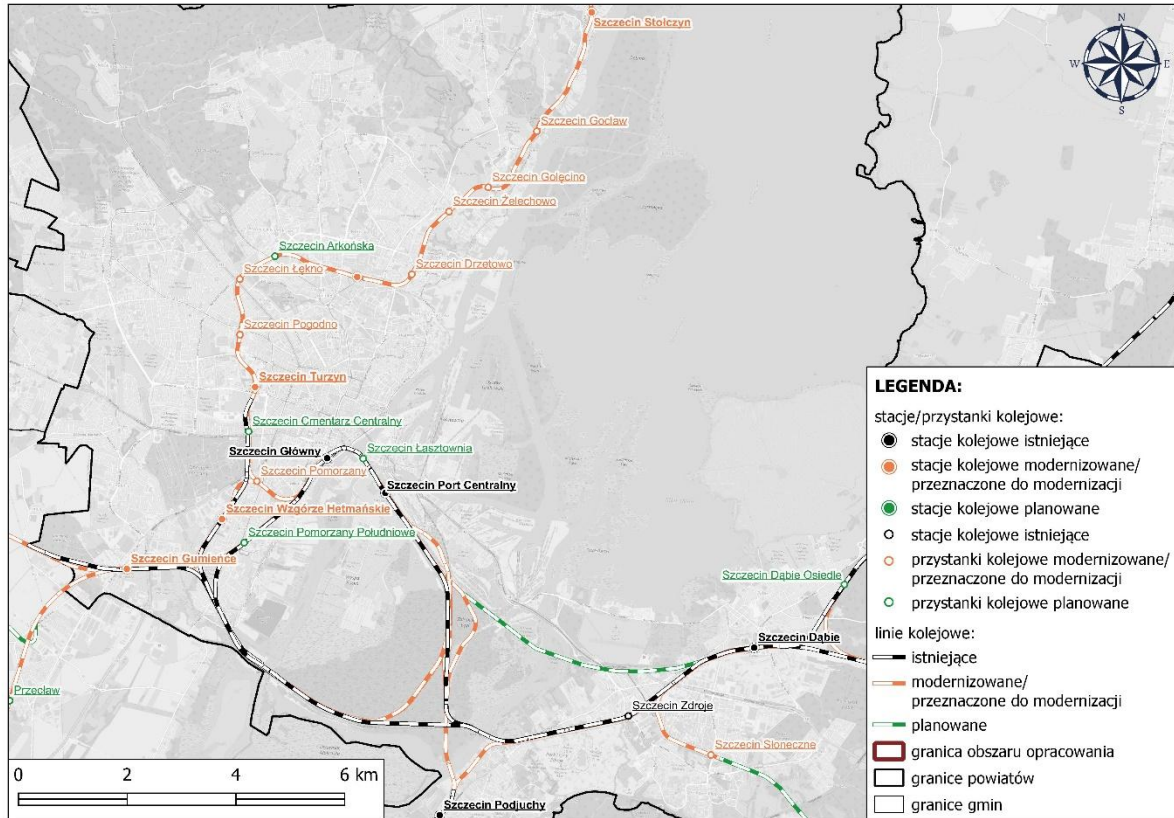 Szczecin Stołczyn
N
W
E
S
Szczecin Gocław
Szczecin Golęcino
Szczecin Żelechowo
Szczecin Arkońska
Szczecin Łękno
Szczecin Drzetowo
Szczecin Pogodno
Szczecin Turzyn
Szczecin Cmentarz Centralny
Szczecin Główny
Szczecin Łasztownia
Szczecin Pomorzany
Szczecin Port Centralny
Szczecin Wzgórze Hetmańskie
Szczecin Pomorzany Południowe
Szczecin Gumieńce
Szczecin Dąbie Osiedle
Szczecin Dąbie
Przecław
Szczecin Zdroje
Szczecin Słoneczne
Szczecin Podjuchy
0 2 4 6 km
LEGENDA:
stacje/przystanki kolejowe:
stacje kolejowe istniejące
stacje kolejowe modernizowane/
przeznaczone do modernizacji
stacje kolejowe planowane
stacje kolejowe istniejące
przystanki kolejowe modernizowane/
przeznaczone do modernizacji
przystanki kolejowe planowane
linie kolejowe:
istniejące
modernizowane/
przeznaczone do modernizacji
planowane
granica obszaru opracowania
granice powiatów
granice gmin